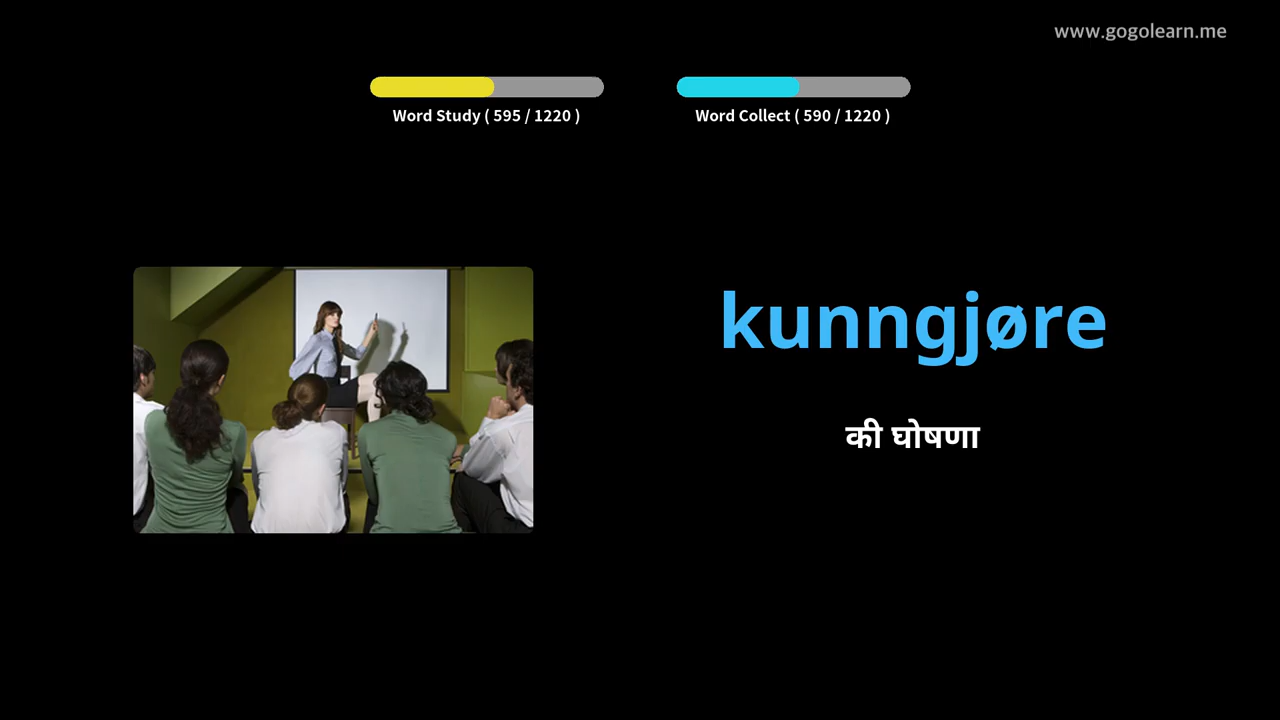 www.gogolearn.me
Word Study ( 595 / 1220 )
Word Collect ( 590 / 1220 )
kunngjøre
की घोषणा